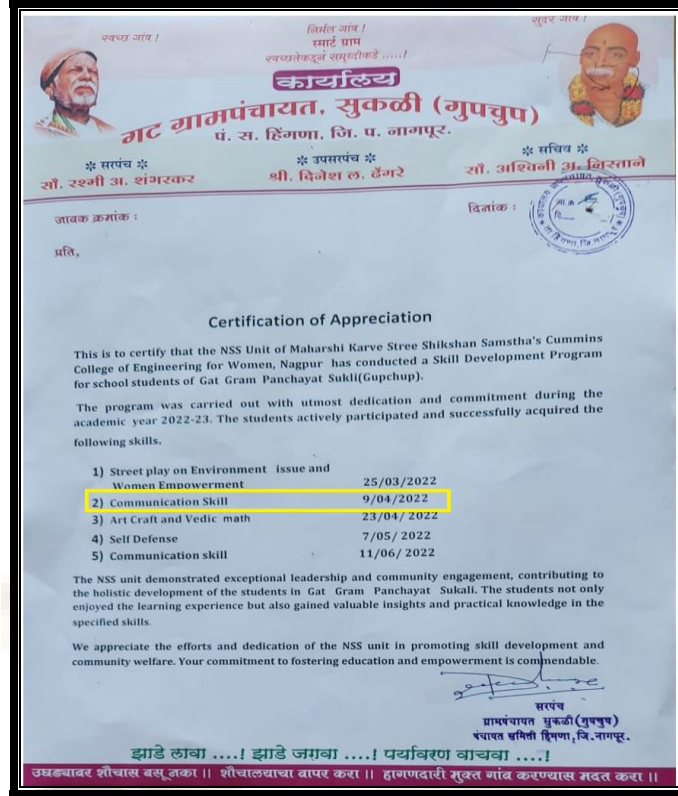 स्वच्छ गांव !
निर्मल गांव !
सुंदर गांव !
स्मार्ट ग्राम
स्वच्छतेकडून समृध्दीकडे .....!
कार्यालय
गट ग्रामपंचायत, सुकळी (गुपचुप)
पं. स. हिंगणा, जि. प. नागपूर.
❊ सरपंच ❊
❊ उपसरपंच ❊
❊ सचिव ❊
सौ. रश्मी अ. शंभरकर
श्री. दिनेश ल. ढेंगरे
सौ. अश्विनी अ. निस्ताने
जावक क्रमांक :
दिनांक :
प्रति,
Certification of Appreciation
This is to certify that the NSS Unit of Maharshi Karve Stree Shikshan Samstha's Cummins
College of Engineering for Women, Nagpur has conducted a Skill Development Program
for school students of Gat Gram Panchayat Sukli(Gupchup).
The program was carried out with utmost dedication and commitment during the
academic year 2022-23. The students actively participated and successfully acquired the
following skills.
1) Street play on Environment issue and
Women Empowerment 25/03/2022
2) Communication Skill 9/04/2022
3) Art Craft and Vedic math 23/04/ 2022
4) Self Defense 7/05/ 2022
5) Communication skill 11/06/ 2022
The NSS unit demonstrated exceptional leadership and community engagement, contributing to
the holistic development of the students in Gat Gram Panchayat Sukali. The students not only
enjoyed the learning experience but also gained valuable insights and practical knowledge in the
specified skills.
We appreciate the efforts and dedication of the NSS unit in promoting skill development and
community welfare. Your commitment to fostering education and empowerment is commendable.
सरपंच
ग्रामपंचायत सुकळी (गुपचुप)
पंचायत समिती हिंगणा, जि.नागपूर.
झाडे लावा ....! झाडे जगवा ....! पर्यावरण वाचवा ....!
उघड्यावर शौचास बसू नका || शौचालयाचा वापर करा || हागणदारी मुक्त गांव करण्यास मदत करा ||